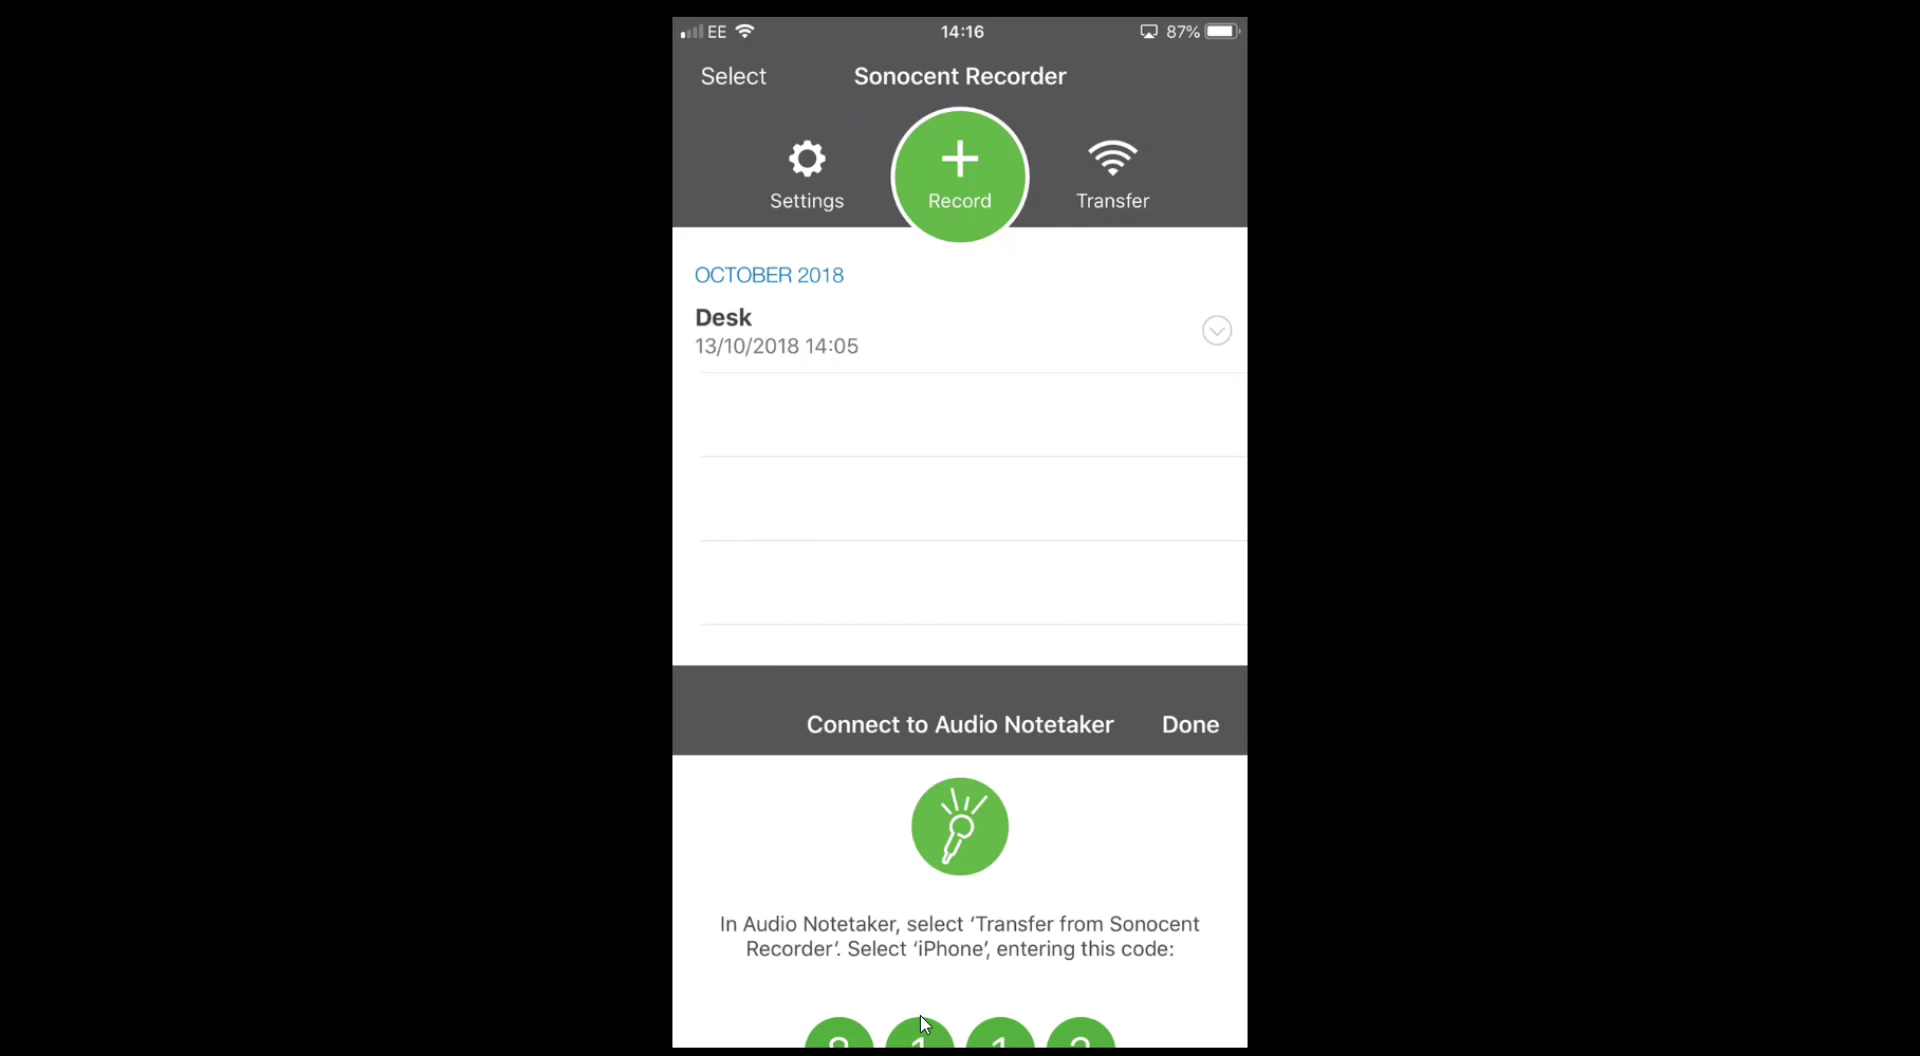 EE 14:16 87%
Select Sonocent Recorder
Settings Record Transfer
OCTOBER 2018
Desk
13/10/2018 14:05
Connect to Audio Notetaker Done
In Audio Notetaker, select ‘Transfer from Sonocent
Recorder’. Select ‘iPhone’, entering this code: